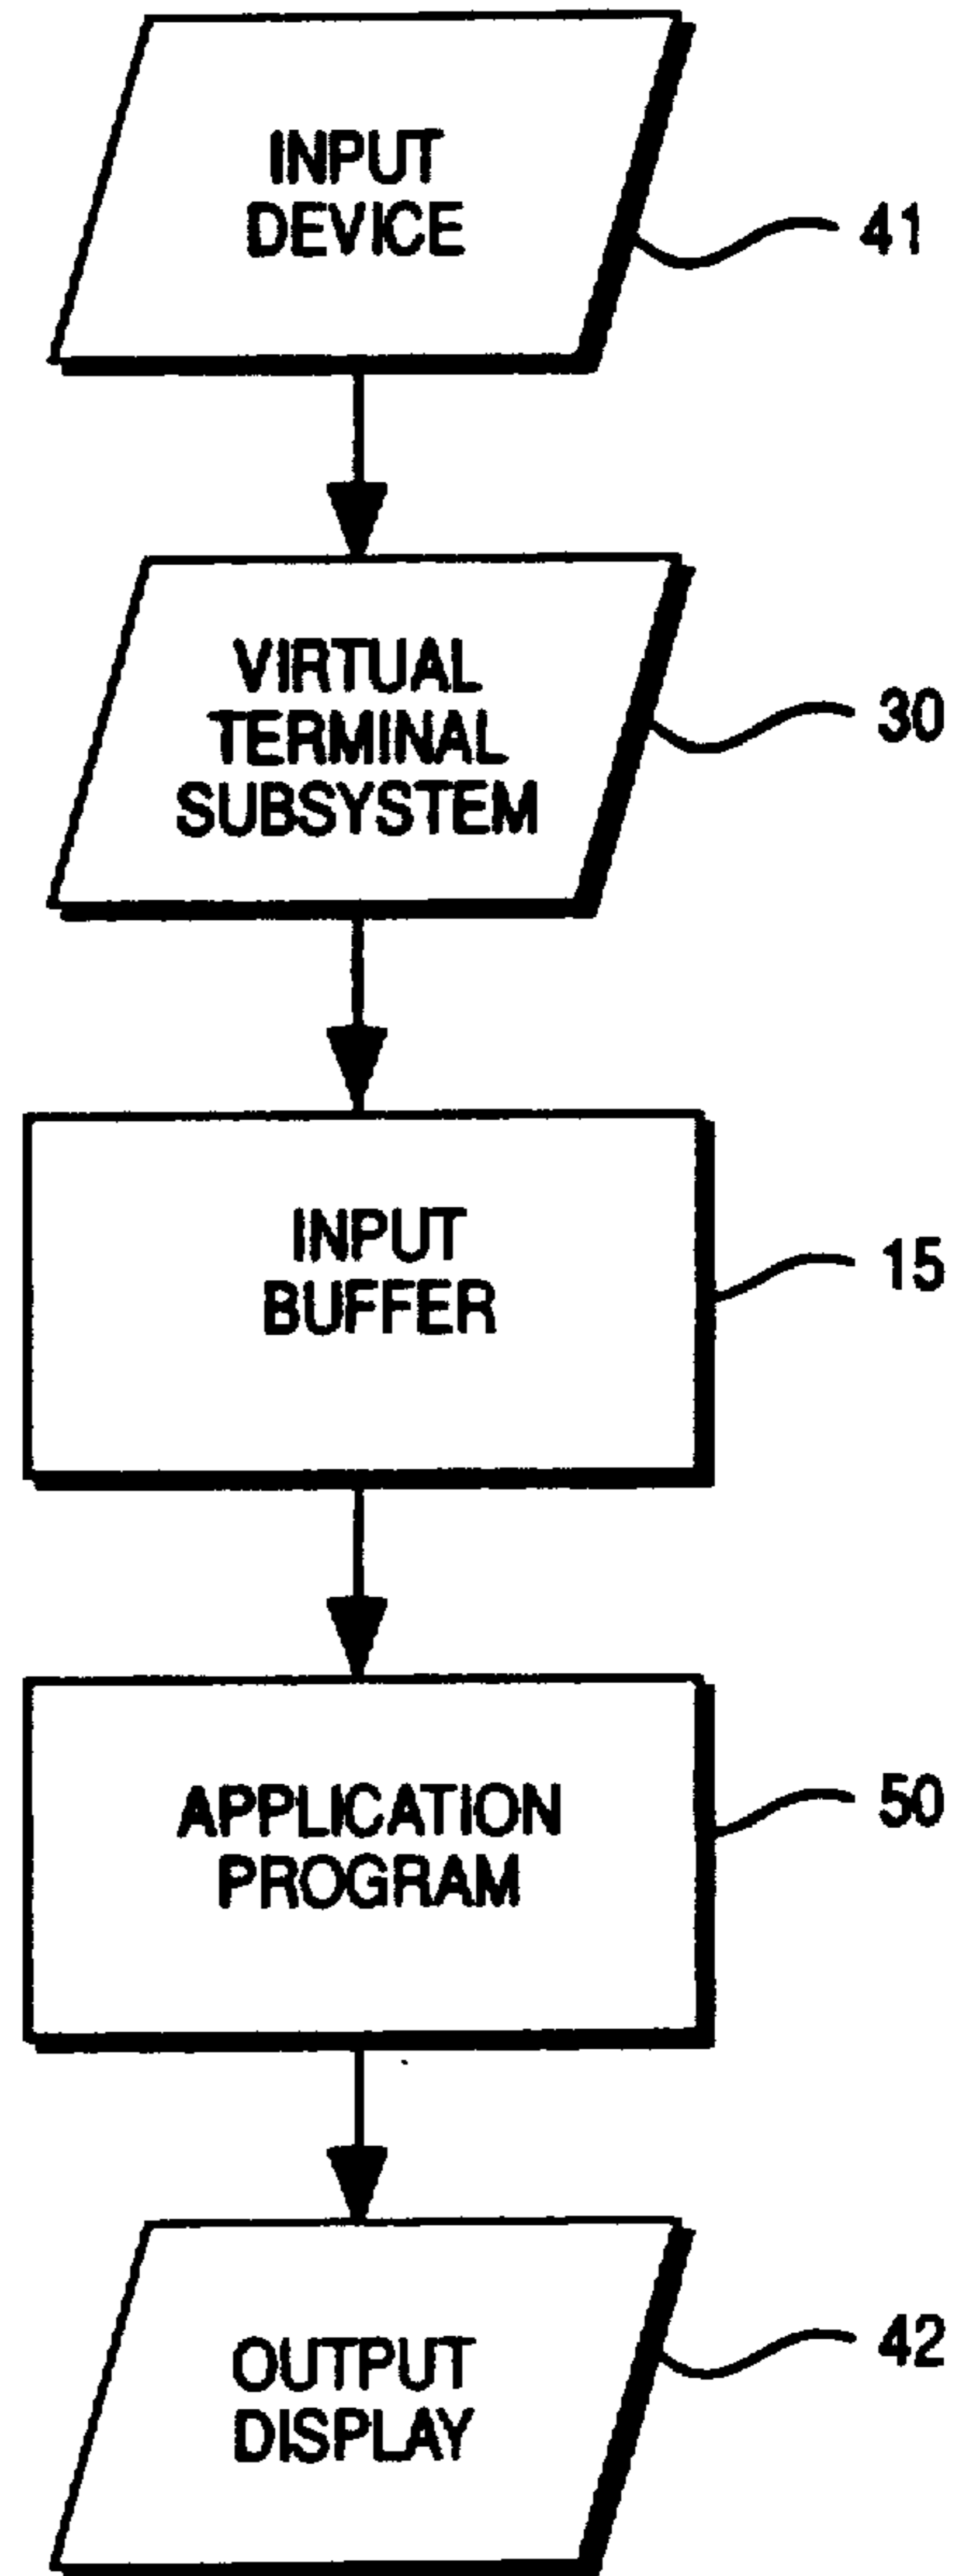 INPUT
DEVICE
41
VIRTUAL
TERMINAL
SUBSYSTEM
30
INPUT
BUFFER
15
APPLICATION
PROGRAM
50
OUTPUT
DISPLAY
42